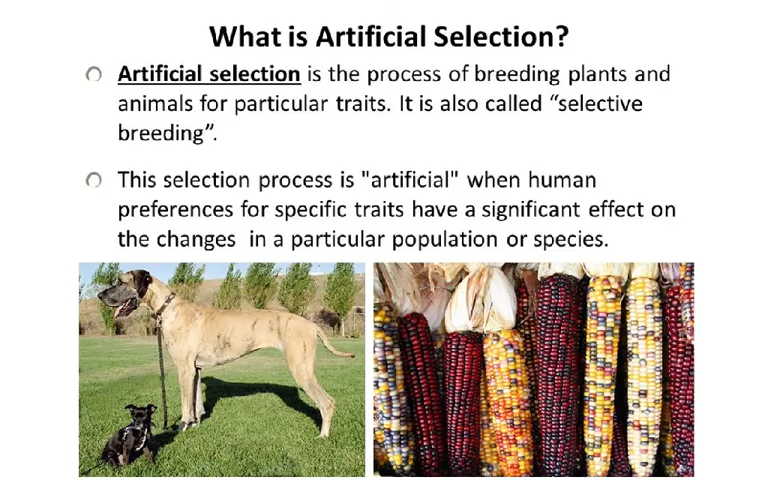 What is Artificial Selection?
Artificial selection is the process of breeding plants and
animals for particular traits. It is also called “selective
breeding”.
This selection process is "artificial" when human
preferences for specific traits have a significant effect on
the changes in a particular population or species.